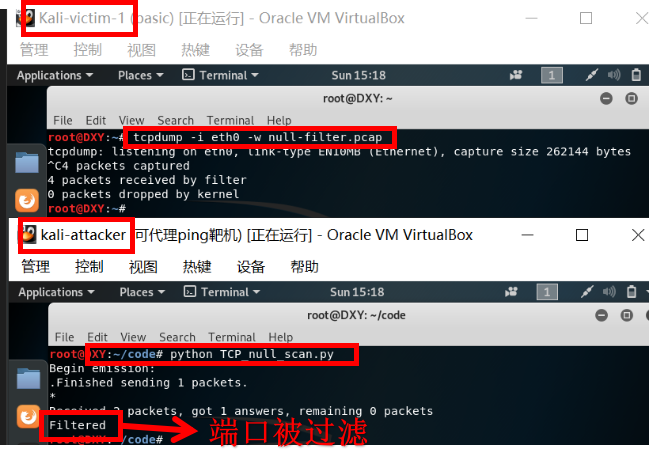 Kali-victim-1 (basic) [正在运行] - Oracle VM VirtualBox
管理 控制 视图 热键 设备 帮助
Applications Places Terminal Sun 15:18 1
root@DXY: ~
File Edit View Search Terminal Help
root@DXY:~# tcpdump -i eth0 -w null-filter.pcap
tcpdump: listening on eth0, link-type EN10MB (Ethernet), capture size 262144 bytes
^C4 packets captured
4 packets received by filter
0 packets dropped by kernel
root@DXY:~#
kali-attacker 可代理ping靶机) [正在运行] - Oracle VM VirtualBox
管理 控制 视图 热键 设备 帮助
Applications Places Terminal Sun 15:18 1
root@DXY: ~/code
File Edit View Search Terminal Help
root@DXY:~/code# python TCP_null_scan.py
Begin emission:
.Finished sending 1 packets.
*
Received 2 packets, got 1 answers, remaining 0 packets
Filtered
端口被过滤
root@DXY:~/code#